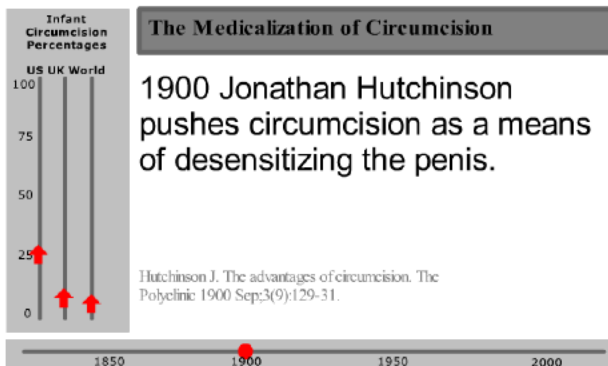 Infant
Circumcision
Percentages
US UK World
100
75
50
25
0
The Medicalization of Circumcision
1900 Jonathan Hutchinson
pushes circumcision as a means
of desensitizing the penis.
Hutchinson J. The advantages of circumcision. The
Polyclinic 1900 Sep;3(9):129-31.
1850 1900 1950 2000